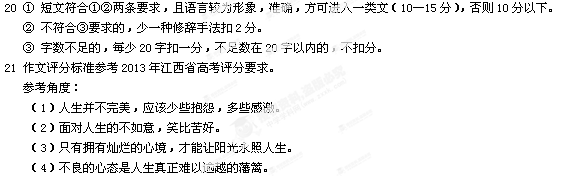 20 ① 短文符合①②两条要求，且语言较为形象，准确，方可进入一类文（10—15 分），否则 10 分以下。
② 不符合③要求的，少一种修辞手法扣 2 分。
③ 字数不足的，每少 20 字扣一分，不足数在 20 字以内的，不扣分。
21 作文评分标准参考 2013 年江西省高考评分要求。
参考角度：
（1）人生并不完美，应该少些抱怨，多些感激。
（2）面对人生的不如意，笑比苦好。
（3）只有拥有灿烂的心境，才能让阳光永照人生。
（4）不良的心态是人生真正难以逾越的藩篱。